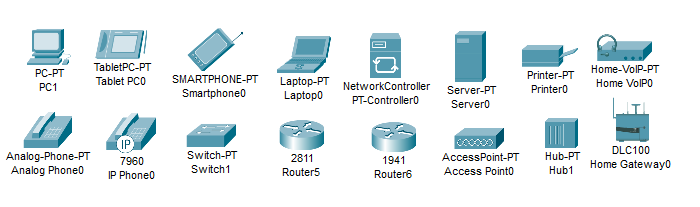 PC-PT
PC1
TabletPC-PT
Tablet PC0
SMARTPHONE-PT
Smartphone0
Laptop-PT
Laptop0
NetworkController
PT-Controller0
Server-PT
Server0
Printer-PT
Printer0
Home-VoIP-PT
Home VoIP0
Analog-Phone-PT
Analog Phone0
IP
7960
IP Phone0
Switch-PT
Switch1
2811
Router5
1941
Router6
AccessPoint-PT
Access Point0
Hub-PT
Hub1
DLC100
Home Gateway0